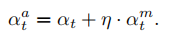 α_t^a = α_t + η · α_t^m.